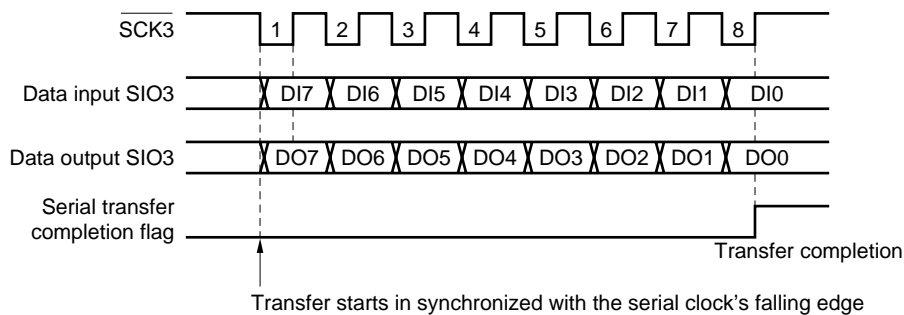 SCK3 1 2 3 4 5 6 7 8
Data input SIO3 DI7 DI6 DI5 DI4 DI3 DI2 DI1 DI0
Data output SIO3 DO7 DO6 DO5 DO4 DO3 DO2 DO1 DO0
Serial transfer
completion flag
Transfer completion
Transfer starts in synchronized with the serial clock's falling edge